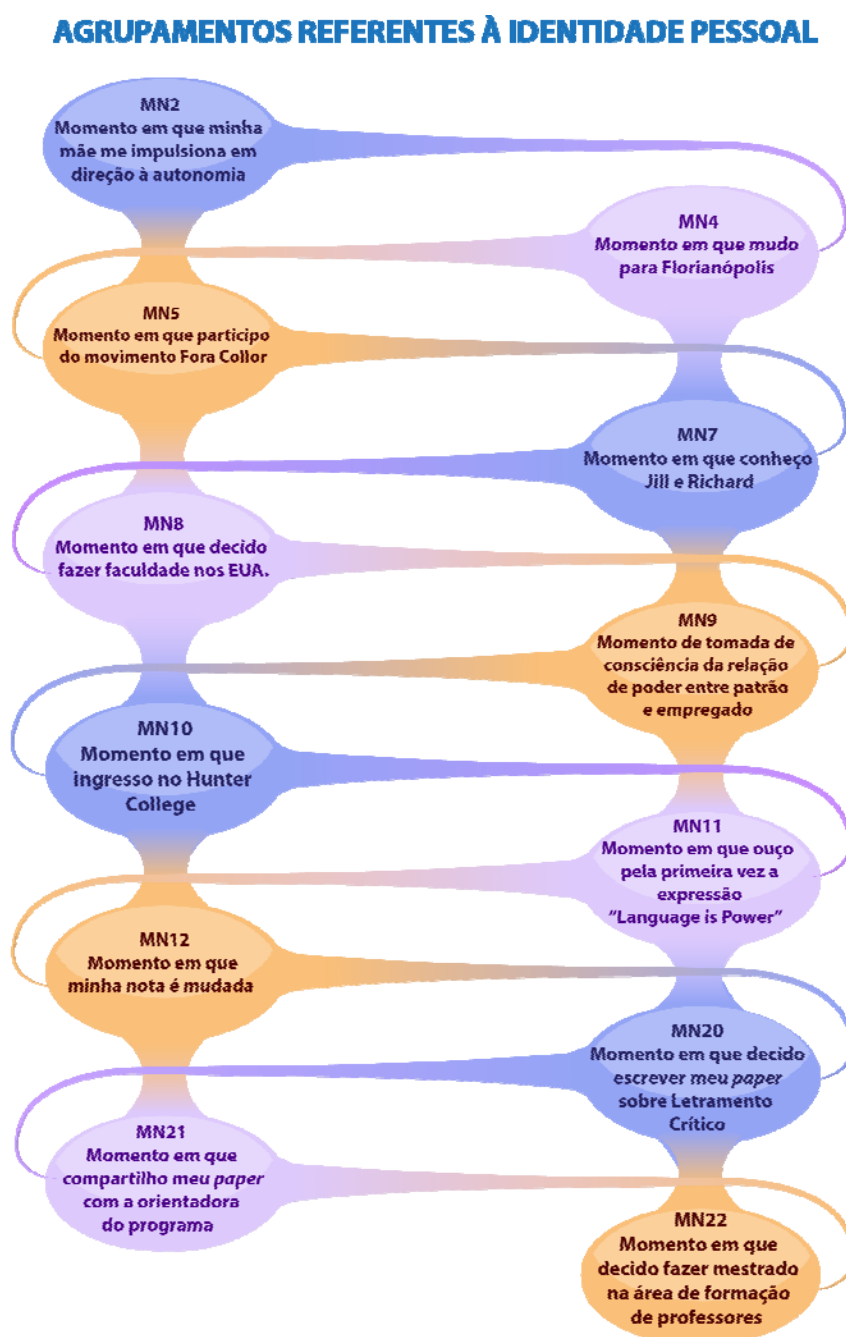 AGRUPAMENTOS REFERENTES À IDENTIDADE PESSOAL
MN2
Momento em que minha
mãe me impulsiona em
direção à autonomia
MN4
Momento em que mudo
para Florianópolis
MN5
Momento em que participo
do movimento Fora Collor
MN7
Momento em que conheço
Jill e Richard
MN8
Momento em que decido
fazer faculdade nos EUA.
MN9
Momento de tomada de
consciência da relação
de poder entre patrão
e empregado
MN10
Momento em que
ingresso no Hunter
College
MN11
Momento em que ouço
pela primeira vez a
expressão
“Language is Power”
MN12
Momento em que
minha nota é mudada
MN20
Momento em que decido
escrever meu paper
sobre Letramento
Crítico
MN21
Momento em que
compartilho meu paper
com a orientadora
do programa
MN22
Momento em que
decido fazer mestrado
na área de formação
de professores